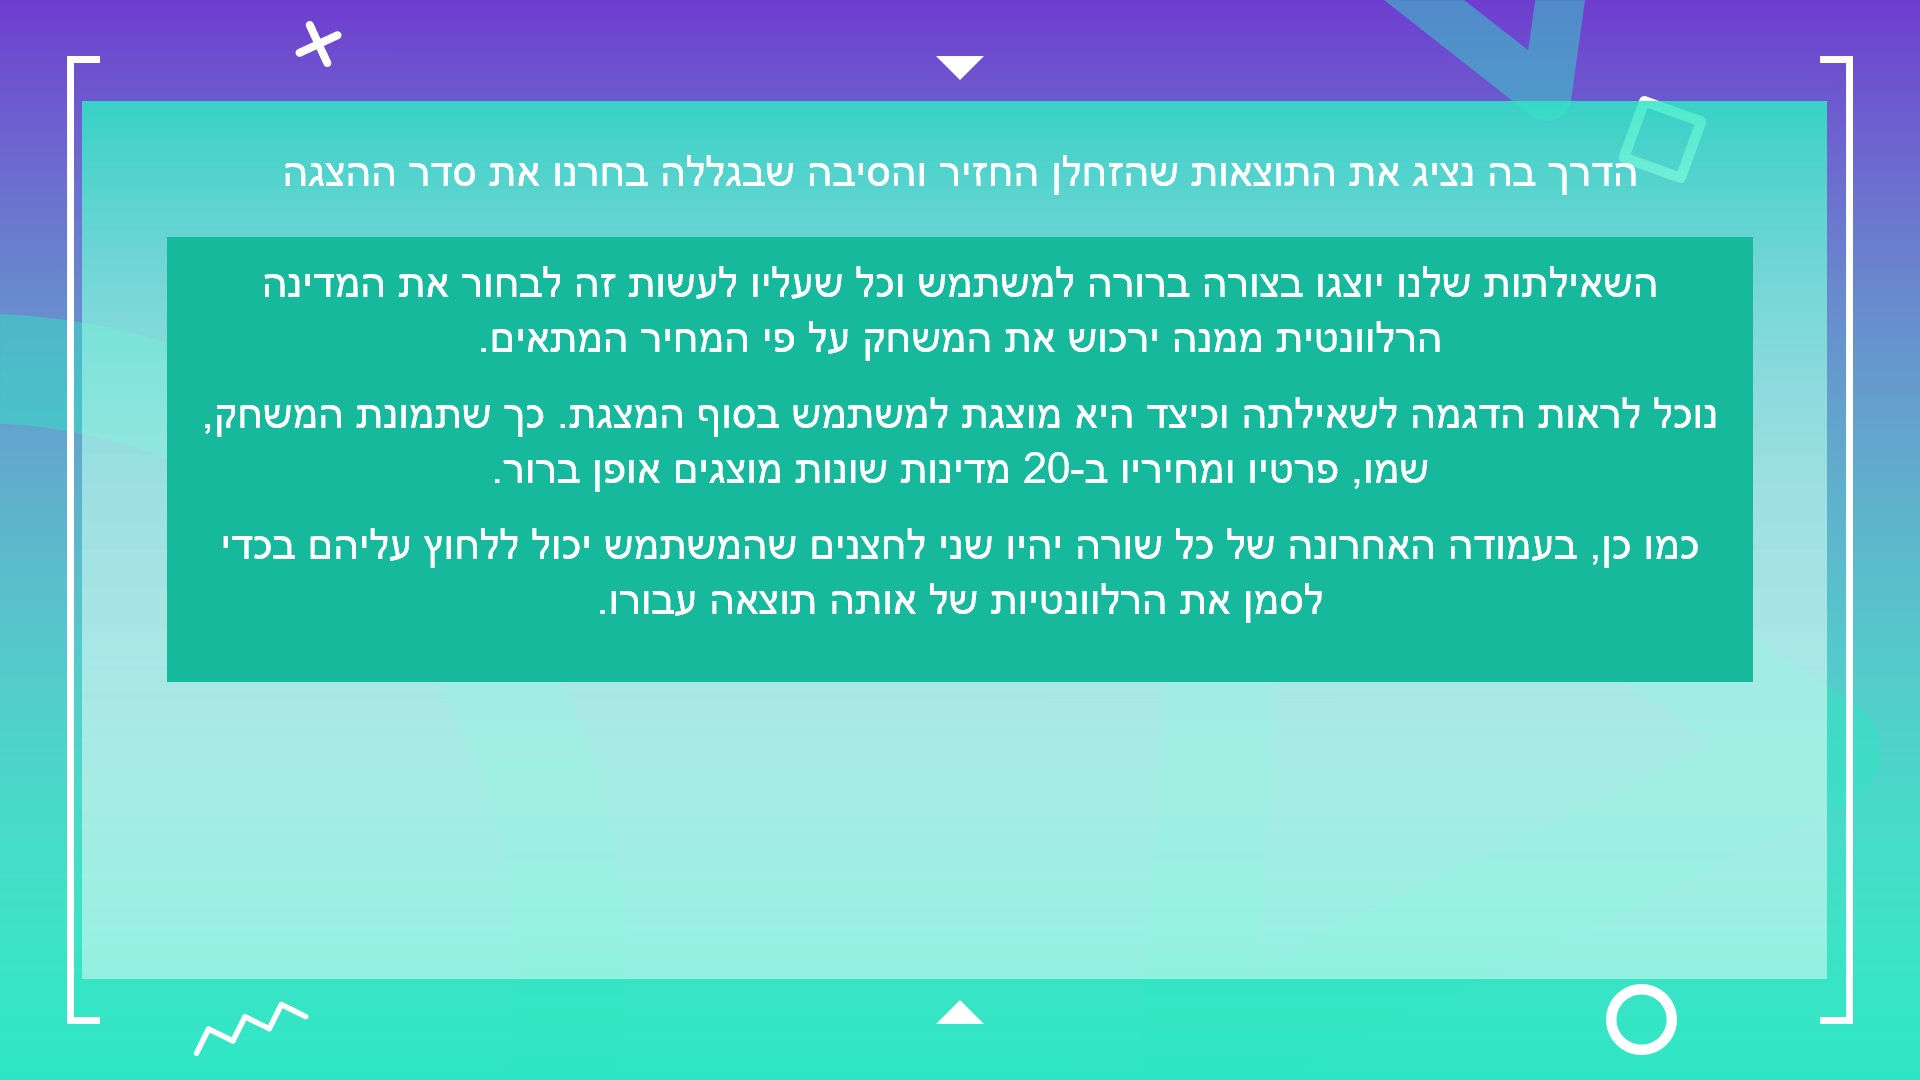 הדרך בה נציג את התוצאות שהזחלן החזיר והסיבה שבגללה בחרנו את סדר ההצגה
השאילתות שלנו יוצגו בצורה ברורה למשתמש וכל שעליו לעשות זה לבחור את המדינה
הרלוונטית ממנה ירכוש את המשחק על פי המחיר המתאים.
נוכל לראות הדגמה לשאילתה וכיצד היא מוצגת למשתמש בסוף המצגת. כך שתמונת המשחק,
שמו, פרטיו ומחיריו ב-20 מדינות שונות מוצגים אופן ברור.
כמו כן, בעמודה האחרונה של כל שורה יהיו שני לחצנים שהמשתמש יכול ללחוץ עליהם בכדי
לסמן את הרלוונטיות של אותה תוצאה עבורו.